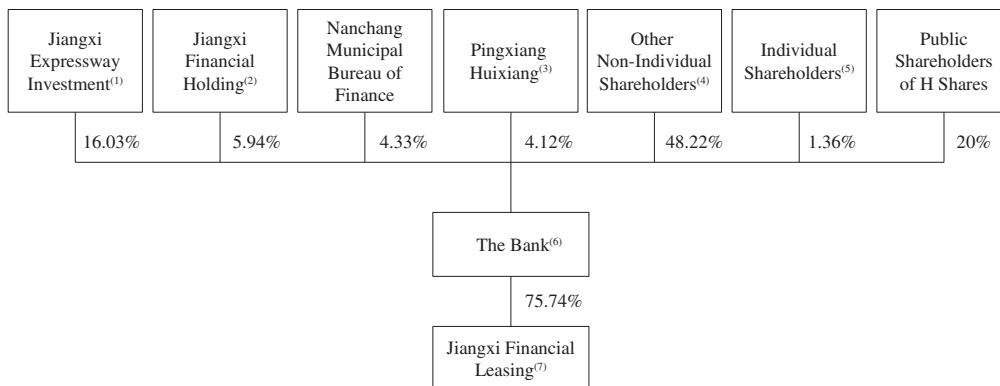 Jiangxi
Expressway
Investment(1)
Jiangxi
Financial
Holding(2)
Nanchang
Municipal
Bureau of
Finance
Pingxiang
Huixiang(3)
Other
Non-Individual
Shareholders(4)
Individual
Shareholders(5)
Public
Shareholders
of H Shares
16.03%
5.94%
4.33%
4.12%
48.22%
1.36%
20%
The Bank(6)
75.74%
Jiangxi Financial
Leasing(7)